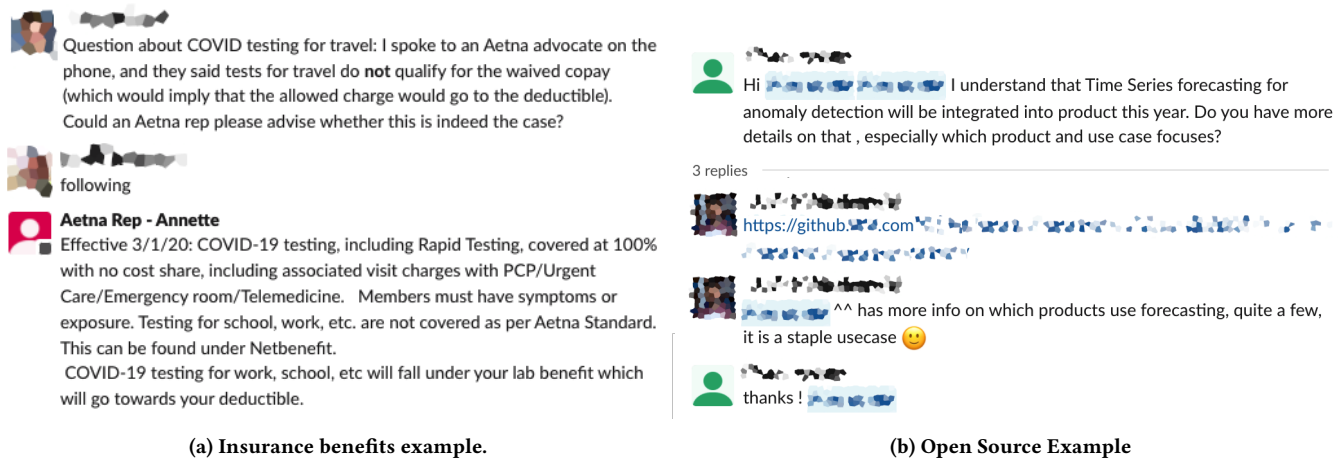 Question about COVID testing for travel: I spoke to an Aetna advocate on the
phone, and they said tests for travel do not qualify for the waived copay
(which would imply that the allowed charge would go to the deductible).
Could an Aetna rep please advise whether this is indeed the case?
following
Aetna Rep - Annette
Effective 3/1/20: COVID-19 testing, including Rapid Testing, covered at 100%
with no cost share, including associated visit charges with PCP/Urgent
Care/Emergency room/Telemedicine. Members must have symptoms or
exposure. Testing for school, work, etc. are not covered as per Aetna Standard.
This can be found under Netbenefit.
COVID-19 testing for work, school, etc will fall under your lab benefit which
will go towards your deductible.
(a) Insurance benefits example.
Hi I understand that Time Series forecasting for
anomaly detection will be integrated into product this year. Do you have more
details on that , especially which product and use case focuses?
3 replies
https://github. .com
^^ has more info on which products use forecasting, quite a few,
it is a staple usecase
thanks !
(b) Open Source Example